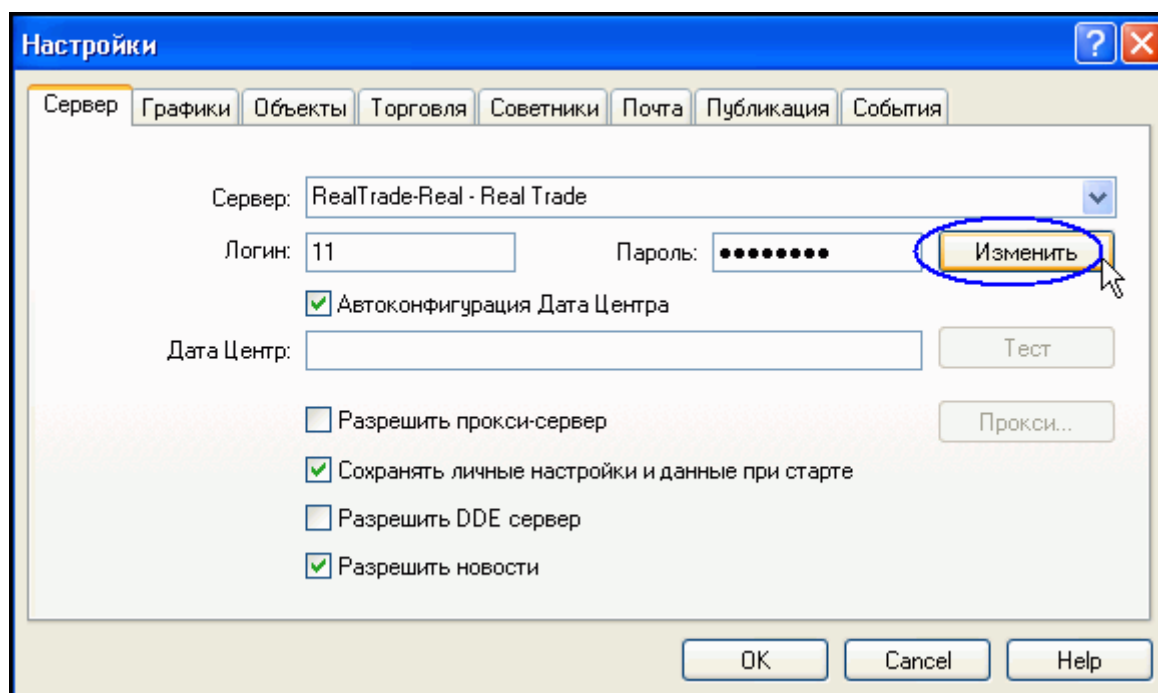 Настройки
Сервер Графики Объекты Торговля Советники Почта Публикация События
Сервер: RealTrade-Real - Real Trade
Логин: 11 Пароль: ●●●●●●●● Изменить
Автоконфигурация Дата Центра
Дата Центр: Тест
Разрешить прокси-сервер Прокси...
Сохранять личные настройки и данные при старте
Разрешить DDE сервер
Разрешить новости
OK Cancel Help